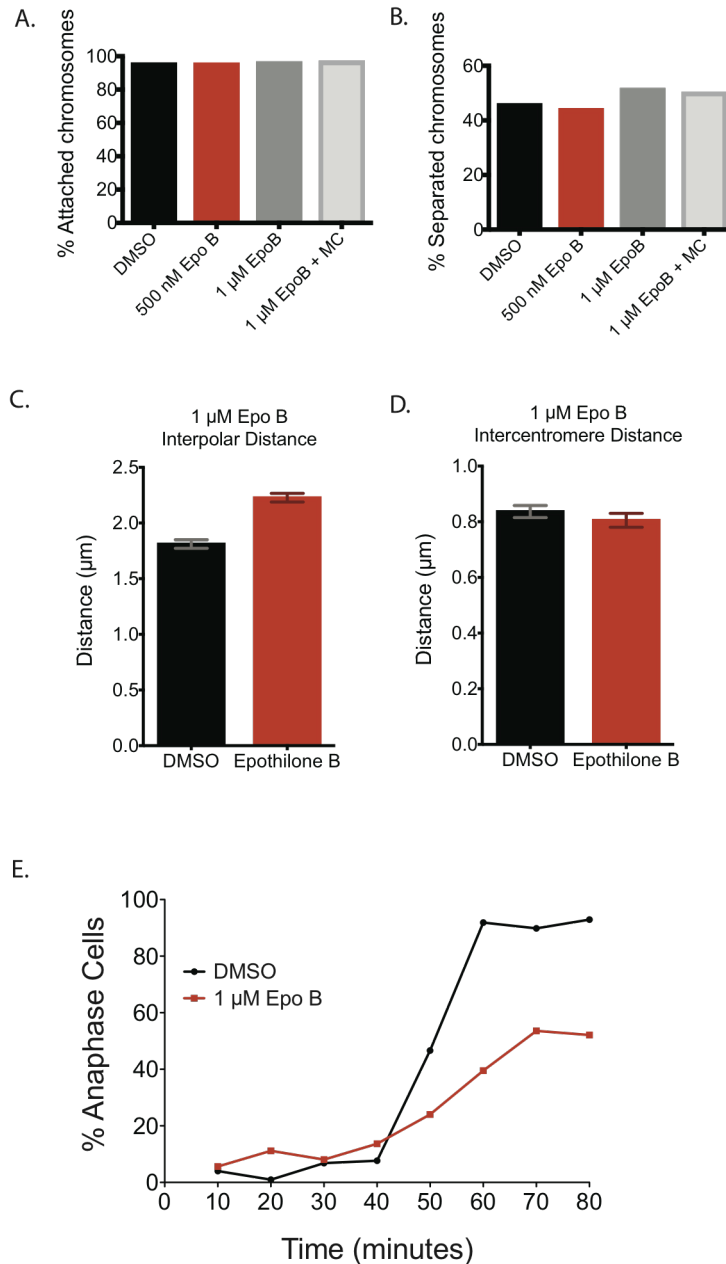 A.
% Attached chromosomes
100
80
60
40
20
0
DMSO
500 nM Epo B
1 µM EpoB
1 µM EpoB + MC
B.
% Separated chromosomes
60
40
20
0
DMSO
500 nM Epo B
1 µM EpoB
1 µM EpoB + MC
C.
1 µM Epo B
Interpolar Distance
Distance (µm)
2.5
2.0
1.5
1.0
0.5
0.0
DMSO
Epothilone B
D.
1 µM Epo B
Intercentromere Distance
Distance (µm)
1.0
0.8
0.6
0.4
0.2
0.0
DMSO
Epothilone B
E.
% Anaphase Cells
100
80
60
40
20
0
DMSO
1 µM Epo B
0 10 20 30 40 50 60 70 80
Time (minutes)